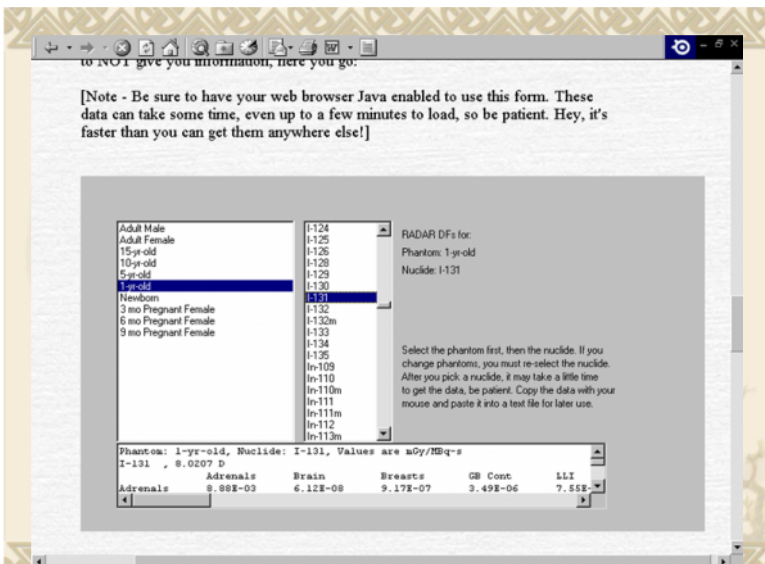 to NOT give you information, here you go:
[Note - Be sure to have your web browser Java enabled to use this form. These
data can take some time, even up to a few minutes to load, so be patient. Hey, it's
faster than you can get them anywhere else!]
Adult Male
Adult Female
15-yr-old
10-yr-old
5-yr-old
1-yr-old
Newborn
3 mo Pregnant Female
6 mo Pregnant Female
9 mo Pregnant Female
I-124
I-125
I-126
I-128
I-129
I-130
I-131
I-132
I-132m
I-133
I-134
I-135
In-109
In-110
In-110m
In-111
In-111m
In-112
In-113m
RADAR DFs for:
Phantom: 1-yr-old
Nuclide: I-131
Select the phantom first, then the nuclide. If you
change phantoms, you must re-select the nuclide.
After you pick a nuclide, it may take a little time
to get the data, be patient. Copy the data with your
mouse and paste it into a text file for later use.
Phantom: 1-yr-old, Nuclide: I-131, Values are mGy/MBq-s
I-131 , 8.0207 D
Adrenals Brain Breasts GB Cont LLI
Adrenals 8.88E-03 6.12E-08 9.17E-07 3.49E-06 7.55E-